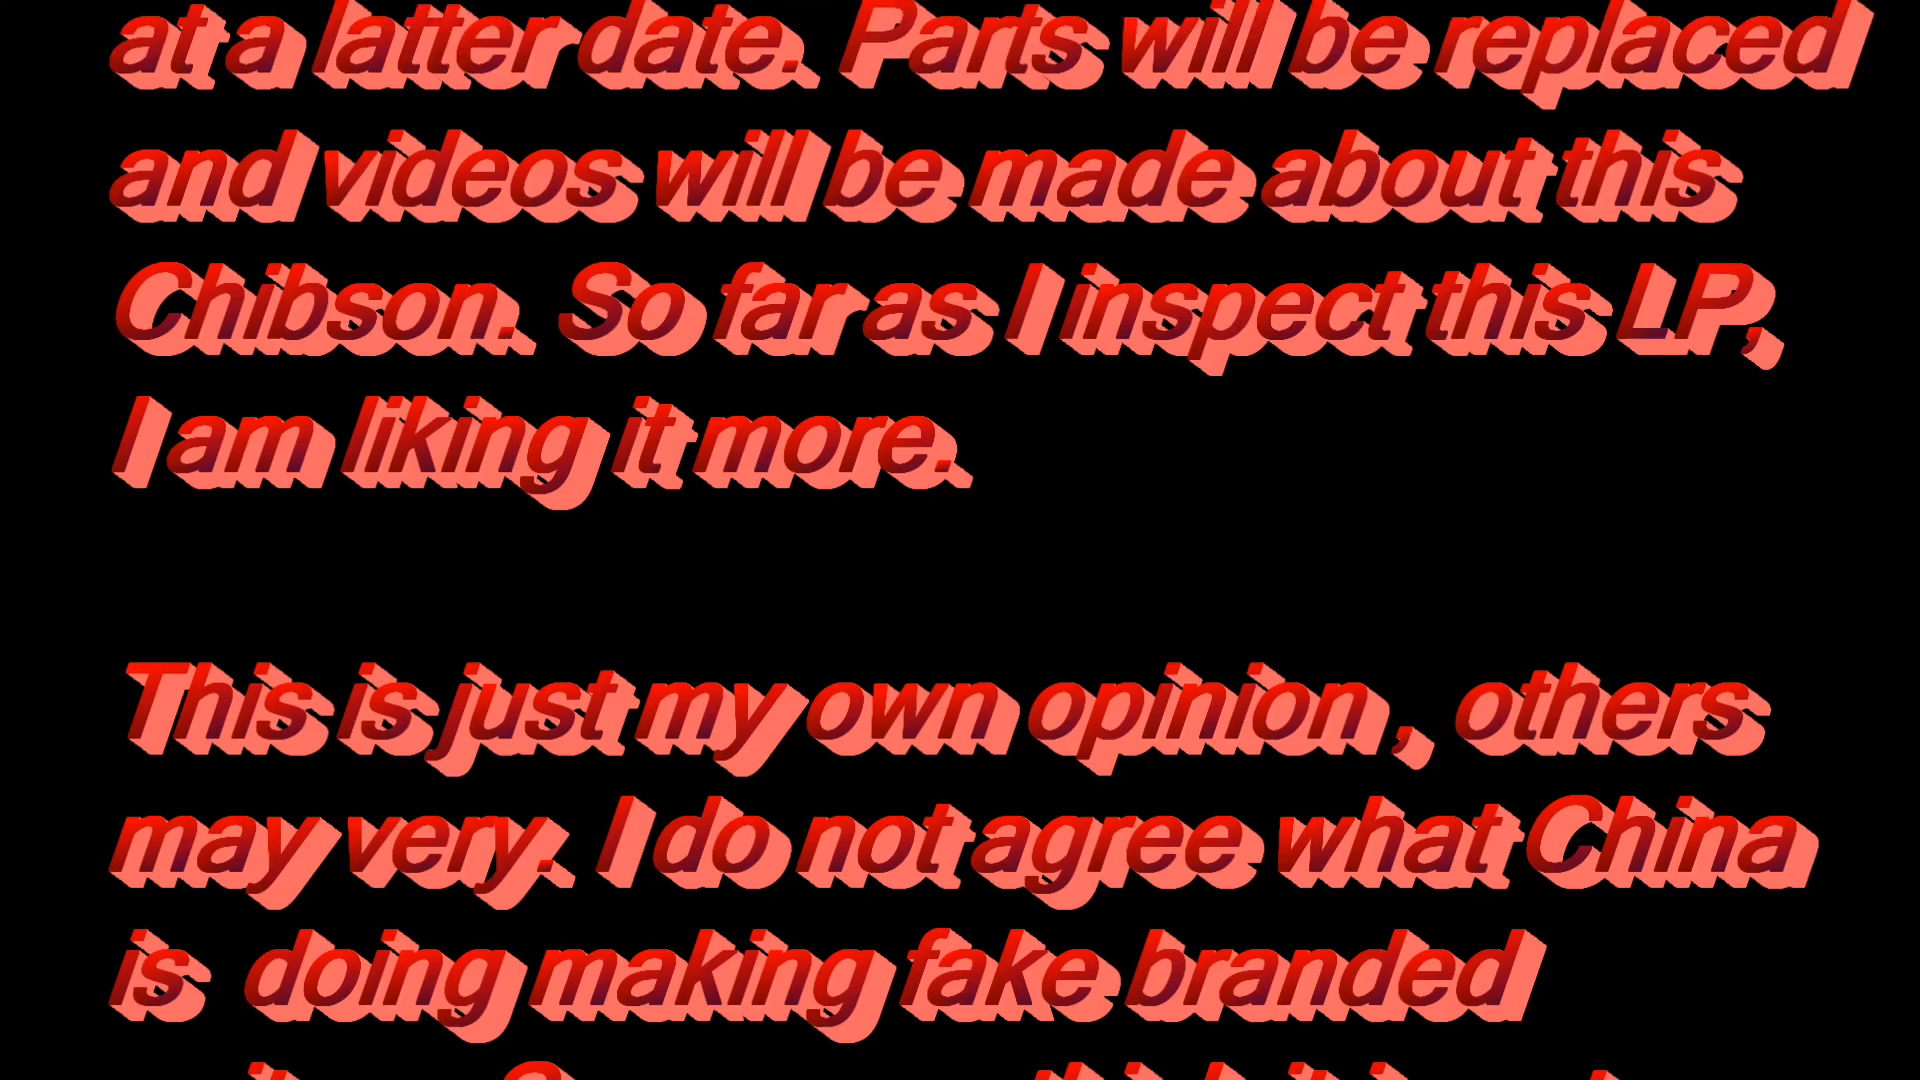 at a latter date. Parts will be replaced
and videos will be made about this
Chibson. So far as I inspect this LP,
I am liking it more.
This is just my own opinion , others
may very. I do not agree what China
is doing making fake branded